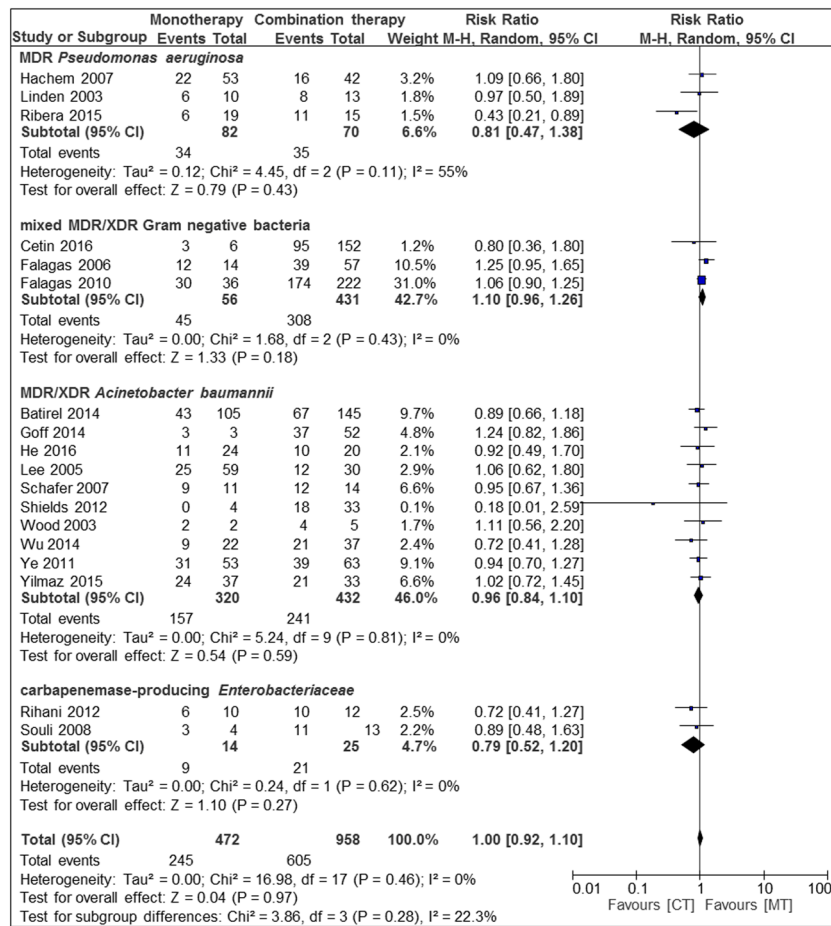 Monotherapy Combination therapy Risk Ratio Risk Ratio
Study or Subgroup Events Total Events Total Weight M-H, Random, 95% CI M-H, Random, 95% CI
MDR Pseudomonas aeruginosa
Hachem 2007 22 53 16 42 3.2% 1.09 [0.66, 1.80]
Linden 2003 6 10 8 13 1.8% 0.97 [0.50, 1.89]
Ribera 2015 6 19 11 15 1.5% 0.43 [0.21, 0.89]
Subtotal (95% CI) 82 70 6.6% 0.81 [0.47, 1.38]
Total events 34 35
Heterogeneity: Tau² = 0.12; Chi² = 4.45, df = 2 (P = 0.11); I² = 55%
Test for overall effect: Z = 0.79 (P = 0.43)
mixed MDR/XDR Gram negative bacteria
Cetin 2016 3 6 95 152 1.2% 0.80 [0.36, 1.80]
Falagas 2006 12 14 39 57 10.5% 1.25 [0.95, 1.65]
Falagas 2010 30 36 174 222 31.0% 1.06 [0.90, 1.25]
Subtotal (95% CI) 56 431 42.7% 1.10 [0.96, 1.26]
Total events 45 308
Heterogeneity: Tau² = 0.00; Chi² = 1.68, df = 2 (P = 0.43); I² = 0%
Test for overall effect: Z = 1.33 (P = 0.18)
MDR/XDR Acinetobacter baumannii
Batirel 2014 43 105 67 145 9.7% 0.89 [0.66, 1.18]
Goff 2014 3 3 37 52 4.8% 1.24 [0.82, 1.86]
He 2016 11 24 10 20 2.1% 0.92 [0.49, 1.70]
Lee 2005 25 59 12 30 2.9% 1.06 [0.62, 1.80]
Schafer 2007 9 11 12 14 6.6% 0.95 [0.67, 1.36]
Shields 2012 0 4 18 33 0.1% 0.18 [0.01, 2.59]
Wood 2003 2 2 4 5 1.7% 1.11 [0.56, 2.20]
Wu 2014 9 22 21 37 2.4% 0.72 [0.41, 1.28]
Ye 2011 31 53 39 63 9.1% 0.94 [0.70, 1.27]
Yilmaz 2015 24 37 21 33 6.6% 1.02 [0.72, 1.45]
Subtotal (95% CI) 320 432 46.0% 0.96 [0.84, 1.10]
Total events 157 241
Heterogeneity: Tau² = 0.00; Chi² = 5.24, df = 9 (P = 0.81); I² = 0%
Test for overall effect: Z = 0.54 (P = 0.59)
carbapenemase-producing Enterobacteriaceae
Rihani 2012 6 10 10 12 2.5% 0.72 [0.41, 1.27]
Souli 2008 3 4 11 13 2.2% 0.89 [0.48, 1.63]
Subtotal (95% CI) 14 25 4.7% 0.79 [0.52, 1.20]
Total events 9 21
Heterogeneity: Tau² = 0.00; Chi² = 0.24, df = 1 (P = 0.62); I² = 0%
Test for overall effect: Z = 1.10 (P = 0.27)
Total (95% CI) 472 958 100.0% 1.00 [0.92, 1.10]
Total events 245 605
Heterogeneity: Tau² = 0.00; Chi² = 16.98, df = 17 (P = 0.46); I² = 0%
Test for overall effect: Z = 0.04 (P = 0.97)
Test for subgroup differences: Chi² = 3.86, df = 3 (P = 0.28), I² = 22.3%
0.01 0.1 1 10 100
Favours [CT] Favours [MT]